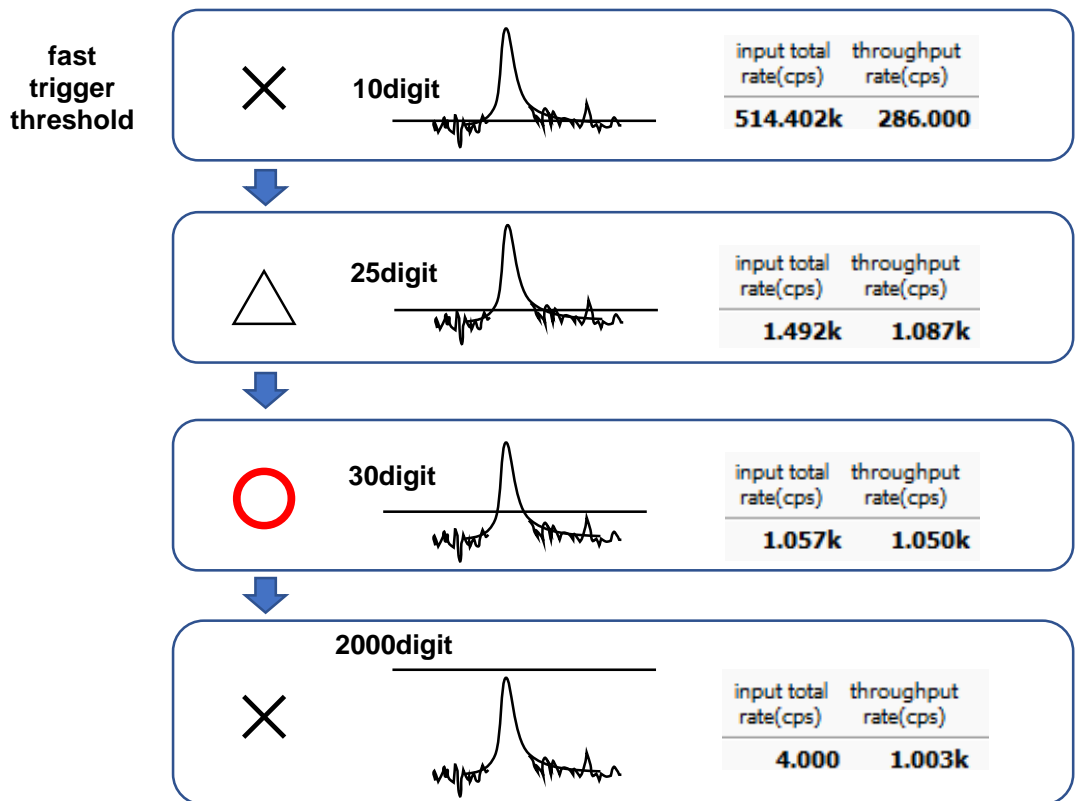 fast
trigger
threshold
10digit
input total throughput
rate(cps) rate(cps)
514.402k 286.000
25digit
input total throughput
rate(cps) rate(cps)
1.492k 1.087k
30digit
input total throughput
rate(cps) rate(cps)
1.057k 1.050k
2000digit
input total throughput
rate(cps) rate(cps)
4.000 1.003k